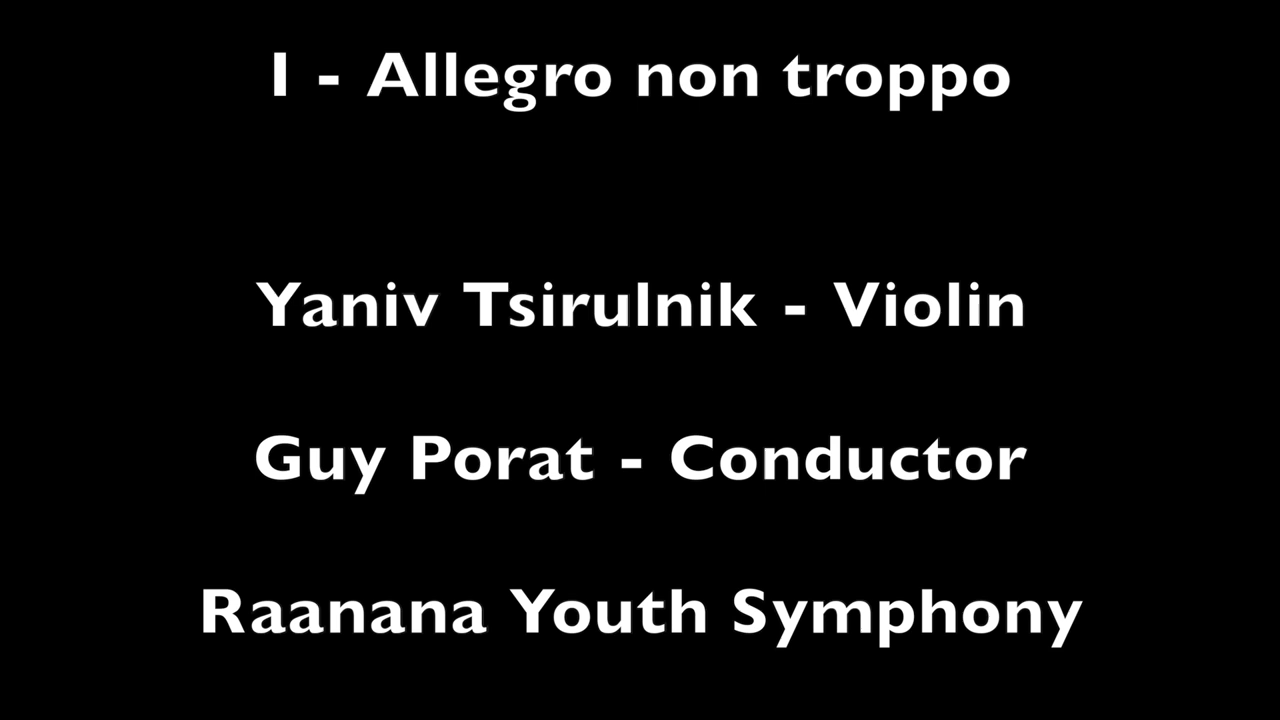 I - Allegro non troppo
Yaniv Tsirulnik - Violin
Guy Porat - Conductor
Raanana Youth Symphony